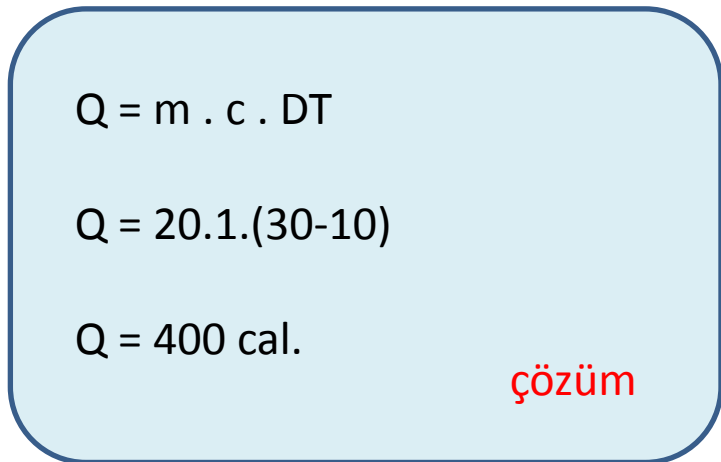 Q = m . c . DT
Q = 20.1.(30-10)
Q = 400 cal.
çözüm